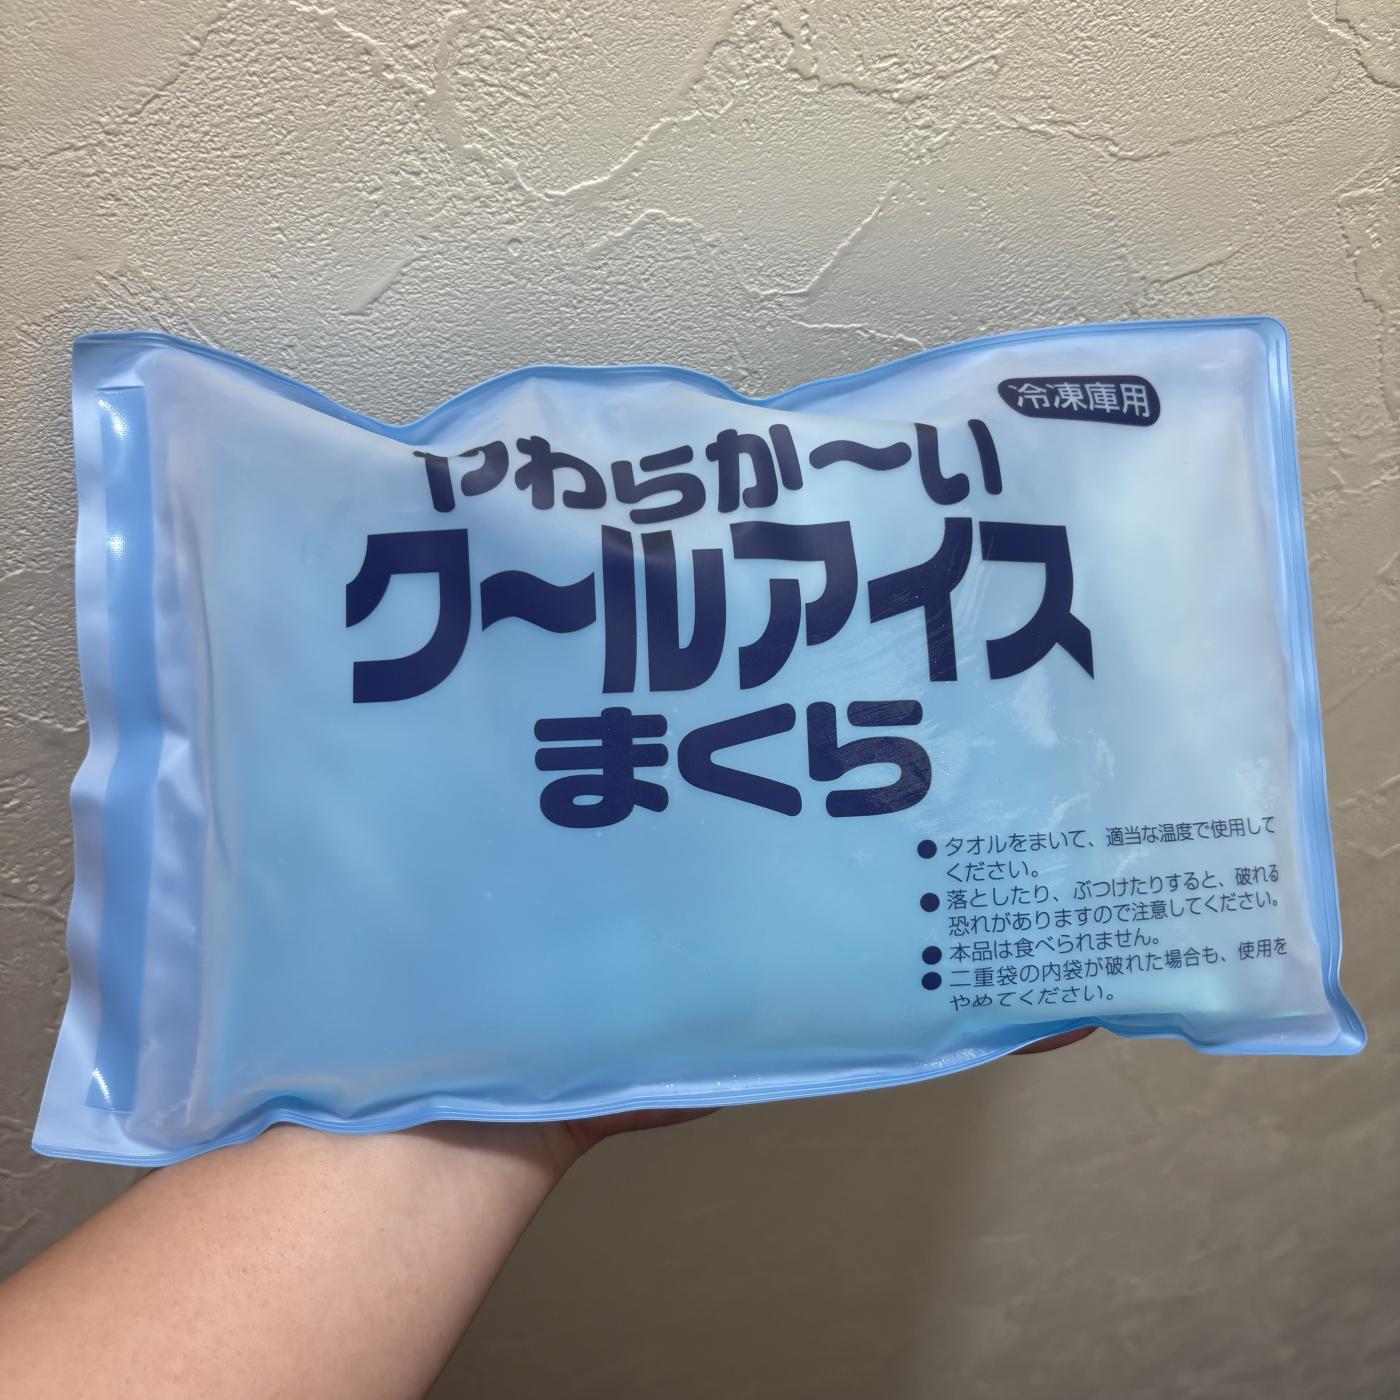 冷凍庫用
やわらか〜い
ク〜ルアイス
まくら
●タオルをまいて、適当な温度で使用して
ください。
●落としたり、ぶつけたりすると、破れる
恐れがありますので注意してください。
●本品は食べられません。
●二重袋の内袋が破れた場合も、使用を
やめてください。